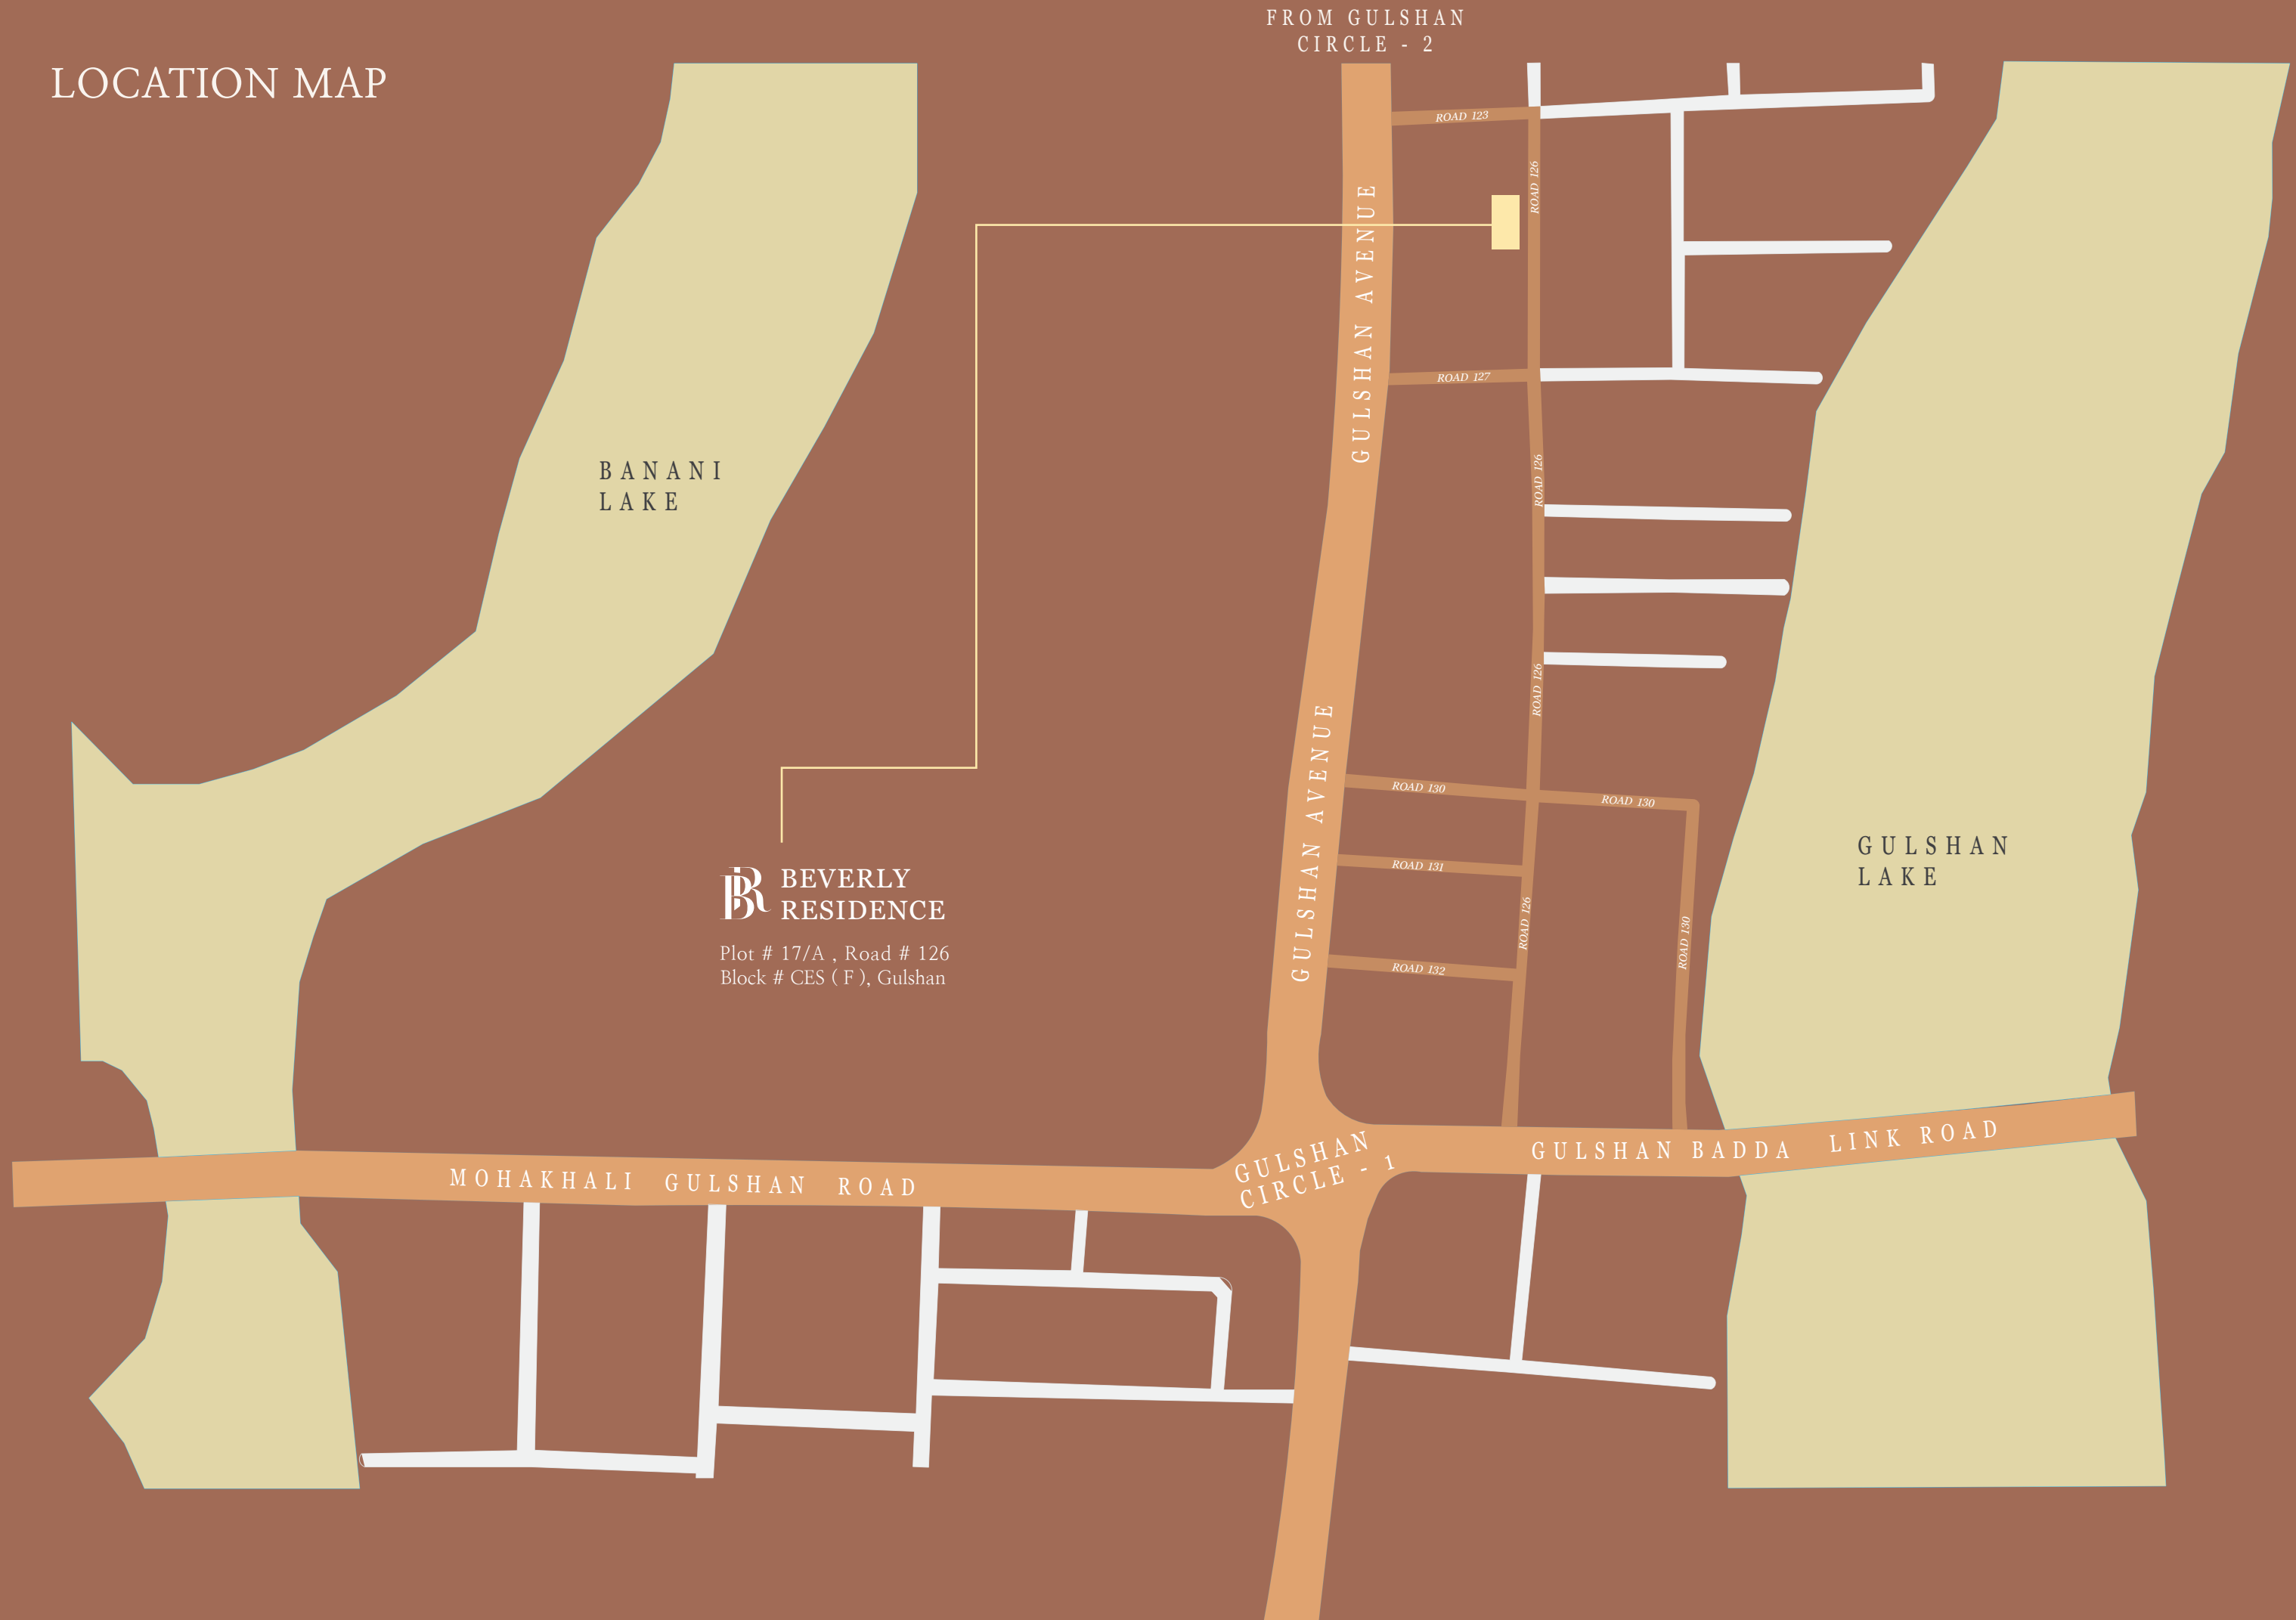 FROM GULSHAN
CIRCLE - 2
LOCATION MAP
ROAD 123
ROAD 126
GULSHAN AVENUE
ROAD 127
BANANI
LAKE
ROAD 126
ROAD 126
GULSHAN AVENUE
ROAD 130
ROAD 130
ROAD 131
GULSHAN
LAKE
BR BEVERLY
RESIDENCE
Plot # 17/A , Road # 126
Block # CES ( F ), Gulshan
ROAD 126
ROAD 130
ROAD 132
GULSHAN
CIRCLE - 1
GULSHAN BADDA LINK ROAD
MOHAKHALI GULSHAN ROAD